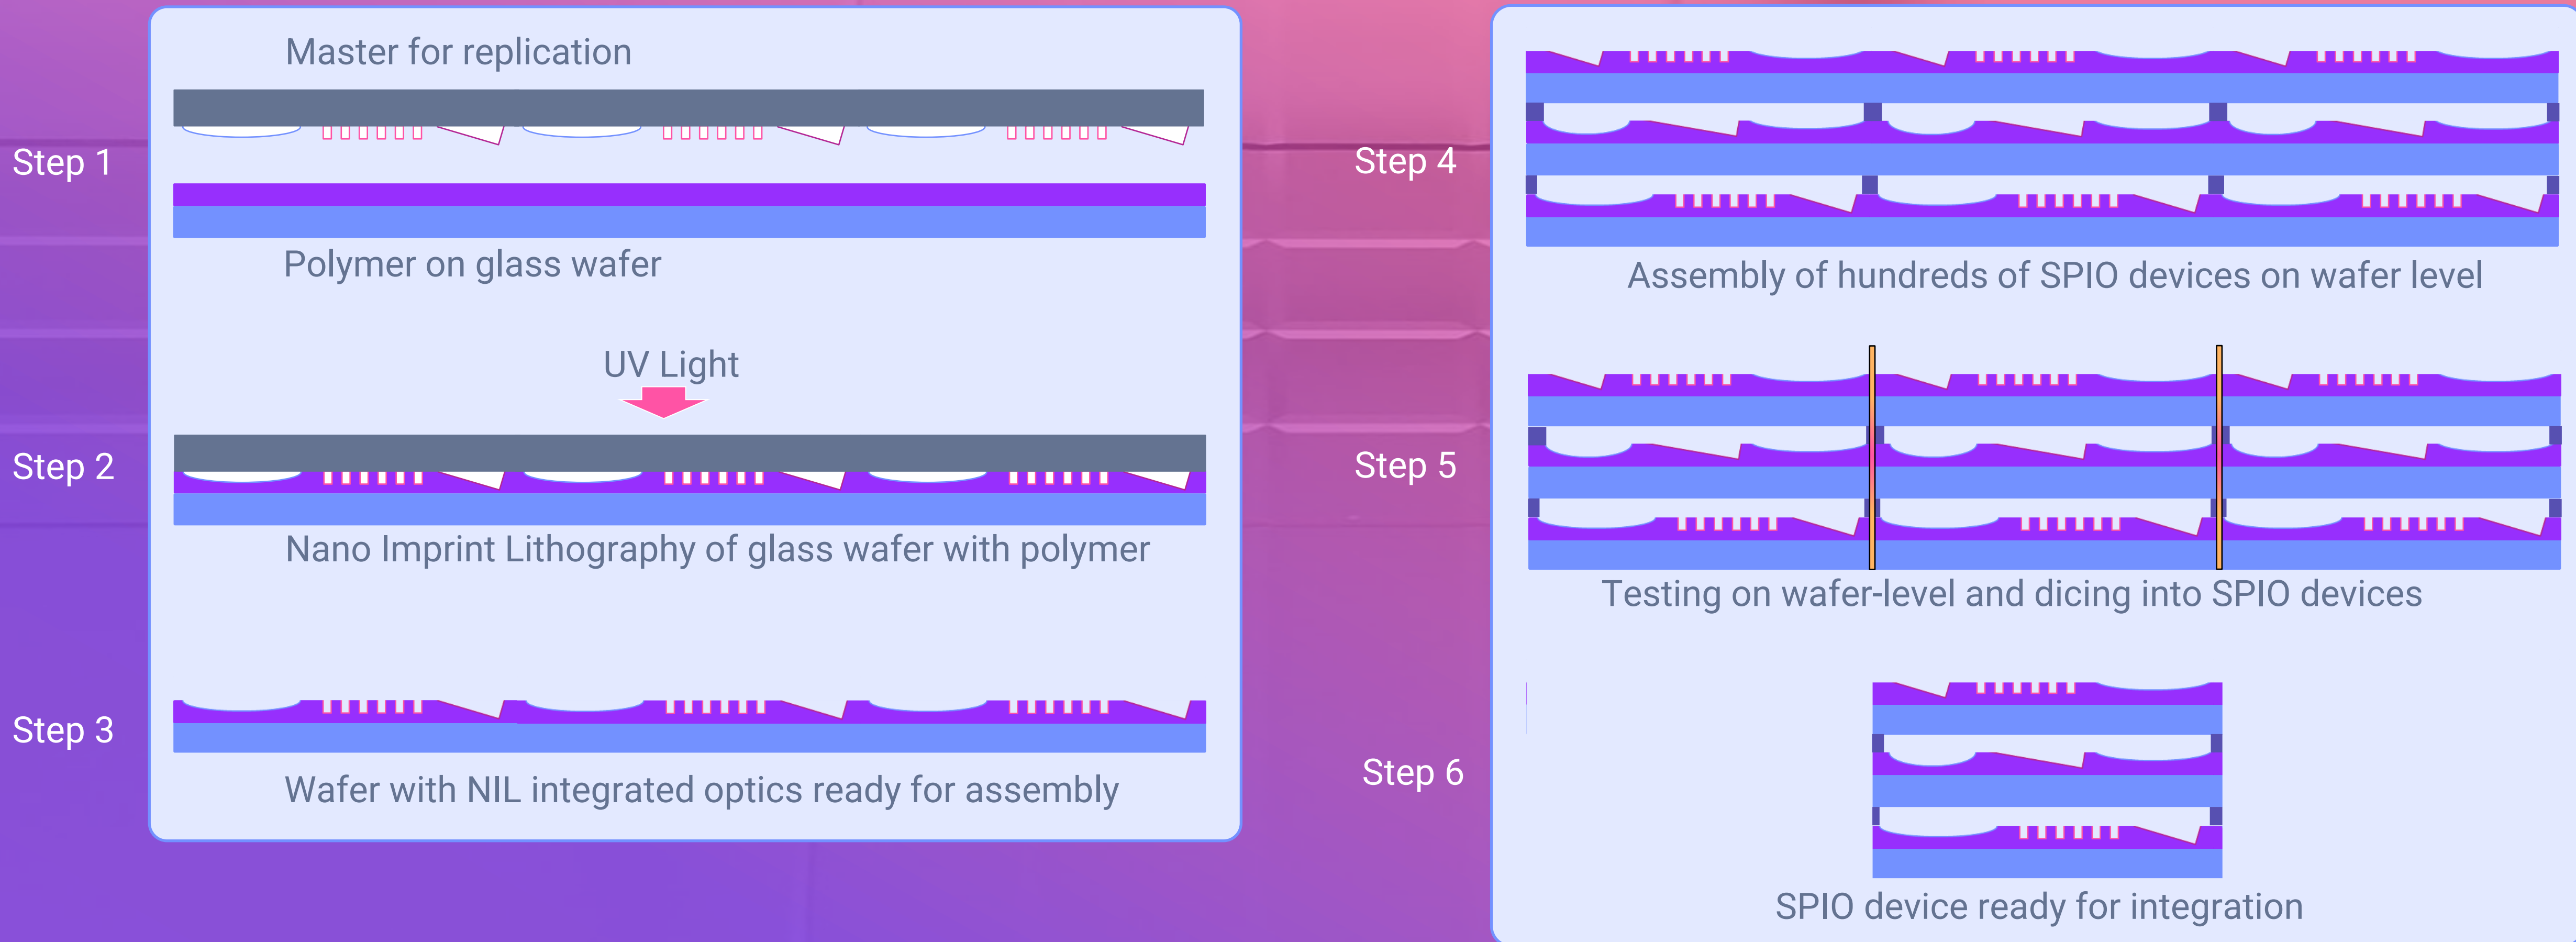 Master for replication
Step 1
Polymer on glass wafer
UV Light
Step 2
Nano Imprint Lithography of glass wafer with polymer
Step 3
Wafer with NIL integrated optics ready for assembly
Step 4
Assembly of hundreds of SPIO devices on wafer level
Step 5
Testing on wafer-level and dicing into SPIO devices
Step 6
SPIO device ready for integration